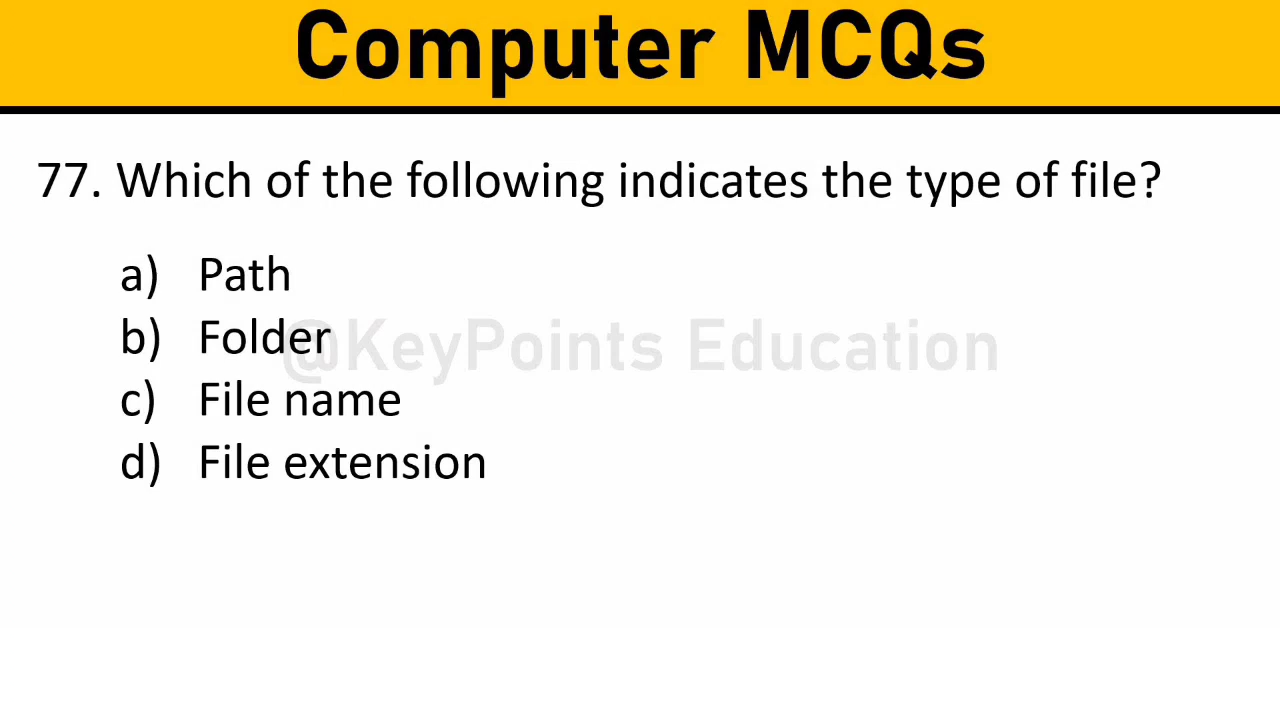 Computer MCQs
77. Which of the following indicates the type of file?
a) Path
b) Folder
@KeyPoints Education
c) File name
d) File extension